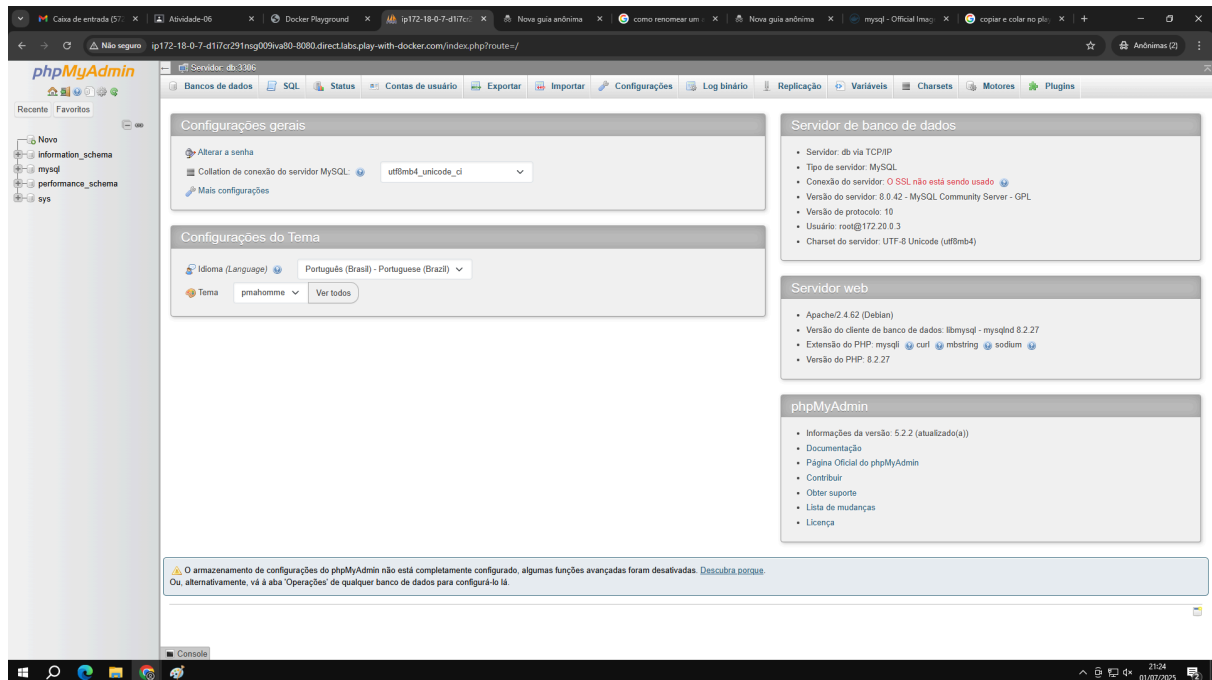 Caixa de entrada (57
Atividade-06
Docker Playground
ip172-18-0-7-d1i7cr2
Nova guia anônima
como renomear um
Nova guia anônima
mysql - Official Imag
copiar e colar no pla
Não seguro
ip172-18-0-7-d1i7cr291nsg009iva80-8080.direct.labs.play-with-docker.com/index.php?route=/
Anônimas (2)
phpMyAdmin
Recente Favoritos
Novo
information_schema
mysql
performance_schema
sys
Servidor: db:3306
Bancos de dados SQL Status Contas de usuário Exportar Importar Configurações Log binário Replicação Variáveis Charsets Motores Plugins
Configurações gerais
Alterar a senha
Collation de conexão do servidor MySQL: utf8mb4_unicode_ci
Mais configurações
Configurações do Tema
Idioma (Language) Português (Brasil) - Portuguese (Brazil)
Tema pmahomme Ver todos
Servidor de banco de dados
Servidor: db via TCP/IP
Tipo de servidor: MySQL
Conexão do servidor: O SSL não está sendo usado
Versão do servidor: 8.0.42 - MySQL Community Server - GPL
Versão de protocolo: 10
Usuário: root@172.20.0.3
Charset do servidor: UTF-8 Unicode (utf8mb4)
Servidor web
Apache/2.4.62 (Debian)
Versão do cliente de banco de dados: libmysql - mysqlnd 8.2.27
Extensão do PHP: mysqli curl mbstring sodium
Versão do PHP: 8.2.27
phpMyAdmin
Informações da versão: 5.2.2 (atualizado(a))
Documentação
Página Oficial do phpMyAdmin
Contribuir
Obter suporte
Lista de mudanças
Licença
O armazenamento de configurações do phpMyAdmin não está completamente configurado, algumas funções avançadas foram desativadas. Descubra porque.
Ou, alternativamente, vá à aba 'Operações' de qualquer banco de dados para configurá-lo lá.
Console
21:24
01/07/2025